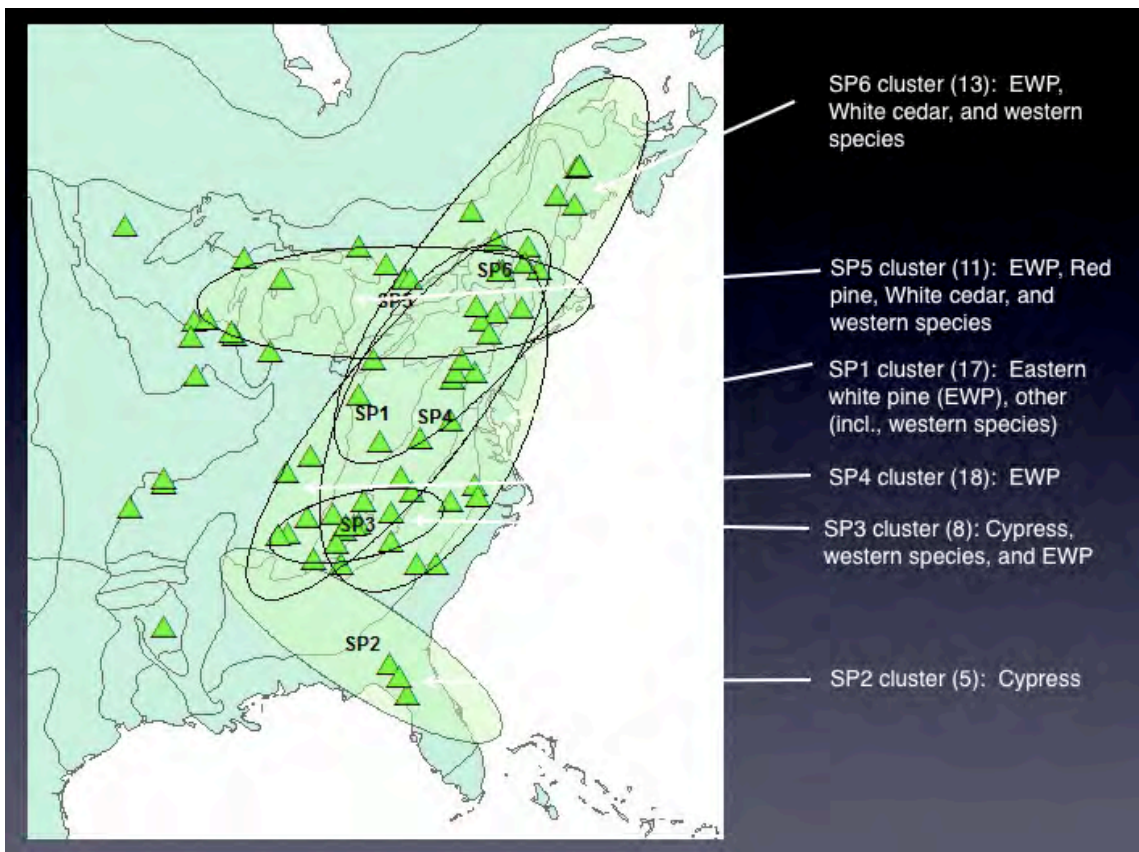 SP6 cluster (13): EWP,
White cedar, and western
species
SP6
SP5
SP5 cluster (11): EWP, Red
pine, White cedar, and
western species
SP1 cluster (17): Eastern
white pine (EWP), other
(incl., western species)
SP1
SP4
SP4 cluster (18): EWP
SP3
SP3 cluster (8): Cypress,
western species, and EWP
SP2
SP2 cluster (5): Cypress